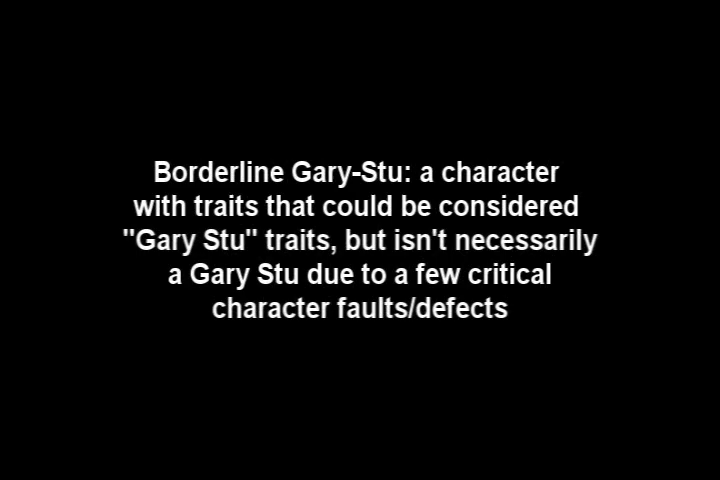 Borderline Gary-Stu: a character
with traits that could be considered
"Gary Stu" traits, but isn't necessarily
a Gary Stu due to a few critical
character faults/defects